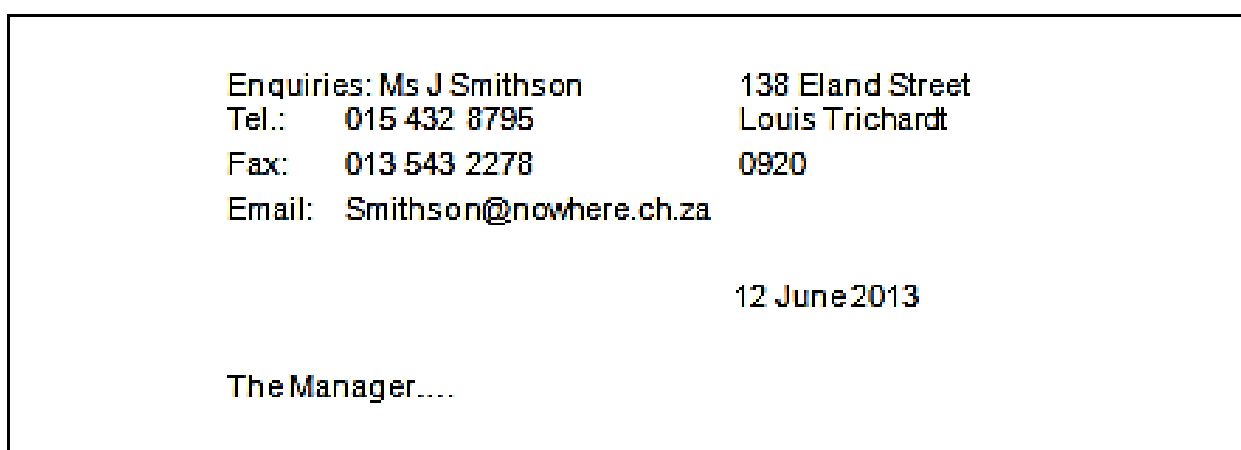 Enquiries: Ms J Smithson 138 Eland Street
Tel.: 015 432 8795 Louis Trichardt
Fax: 013 543 2278 0920
Email: Smithson@nowhere.ch.za
12 June 2013
The Manager....